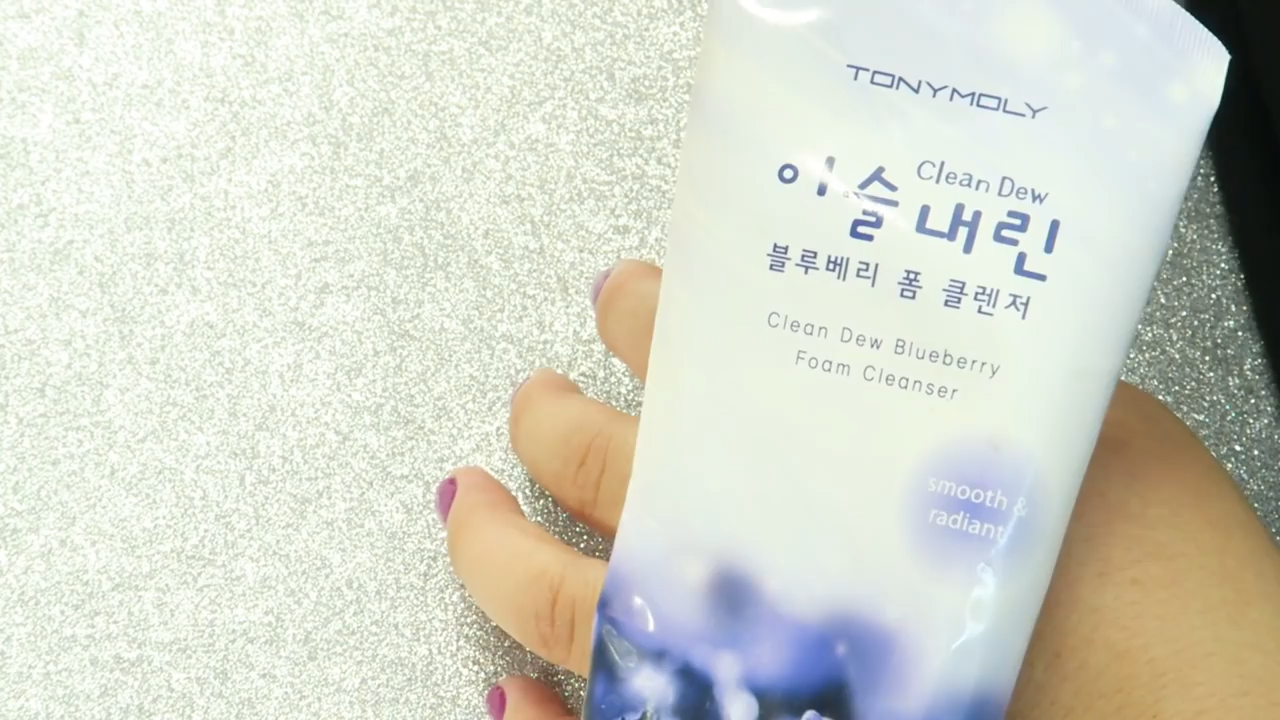 TONYMOLY
Clean Dew
이슬내린
블루베리 폼 클렌저
Clean Dew Blueberry
Foam Cleanser
smooth &
radiant